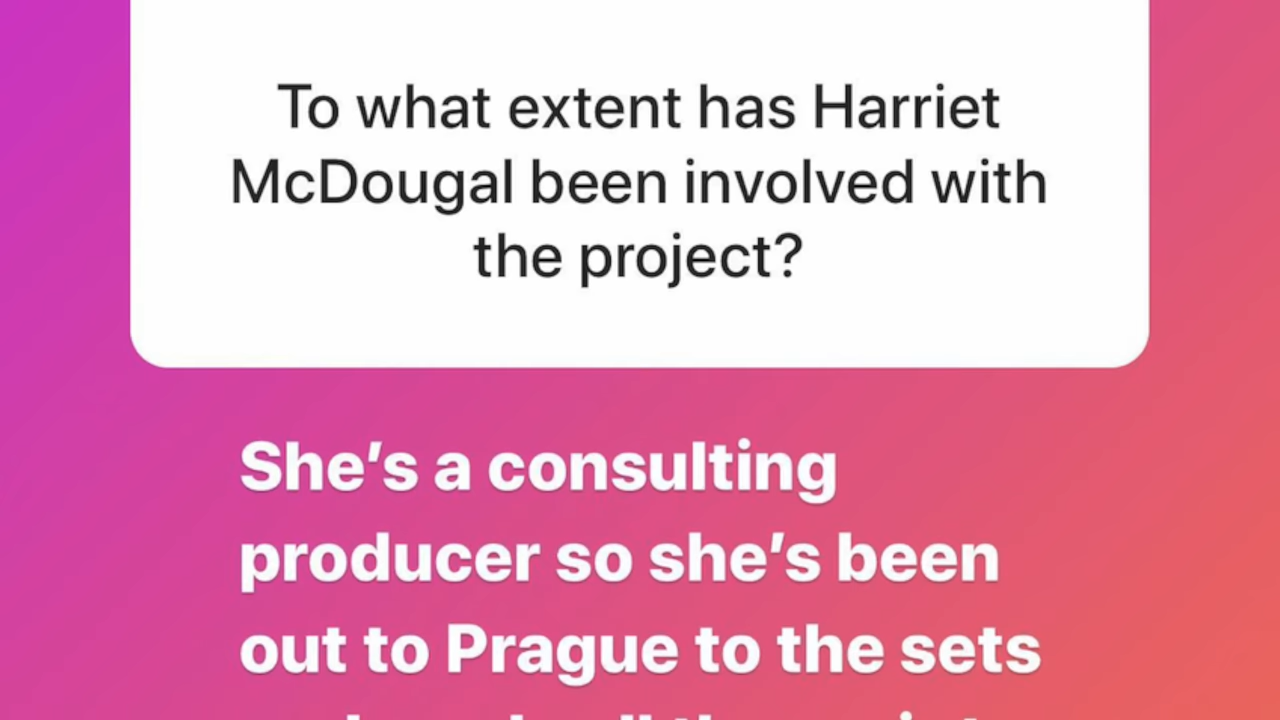 To what extent has Harriet
McDougal been involved with
the project?
She’s a consulting
producer so she’s been
out to Prague to the sets